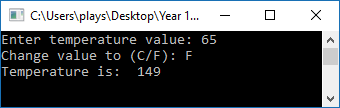 C:\Users\plays\Desktop\Year 1...
Enter temperature value: 65
Change value to (C/F): F
Temperature is:  149